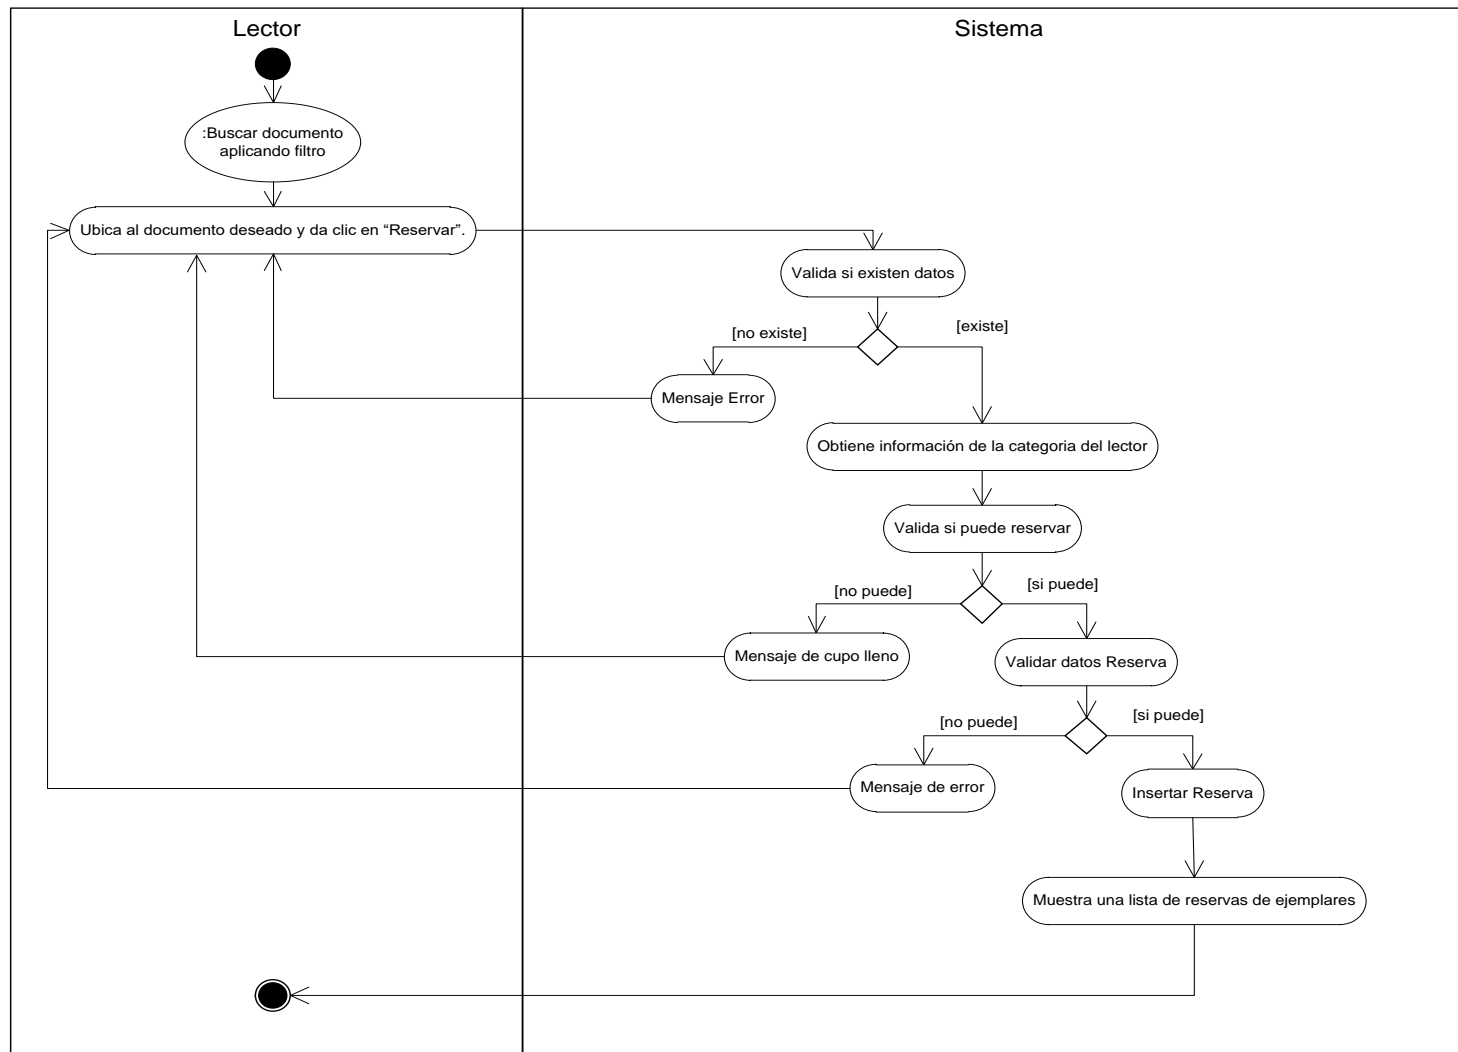 Lector
Sistema
:Buscar documento
aplicando filtro
Ubica al documento deseado y da clic en “Reservar”.
Valida si existen datos
[no existe]
[existe]
Mensaje Error
Obtiene información de la categoria del lector
Valida si puede reservar
[no puede]
[si puede]
Mensaje de cupo lleno
Validar datos Reserva
[no puede]
[si puede]
Mensaje de error
Insertar Reserva
Muestra una lista de reservas de ejemplares